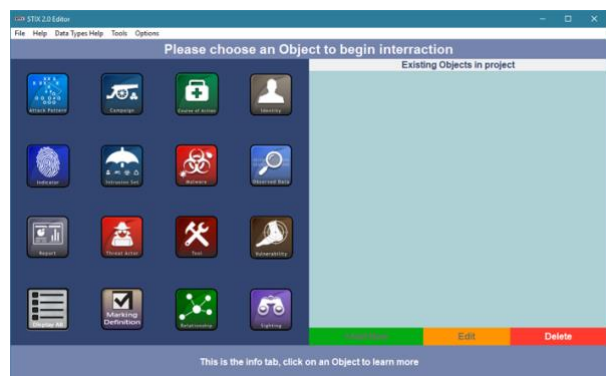 STIX 2.0 Editor
File Help Data Types Help Tools Options
Please choose an Object to begin interraction
Existing Objects in project
Attack Pattern
Campaign
Course of Action
Identity
Indicator
Intrusion Set
Malware
Observed Data
Report
Threat Actor
Tool
Vulnerability
Display All
Marking
Definition
Relationship
Sighting
Edit
Delete
This is the info tab, click on an Object to learn more